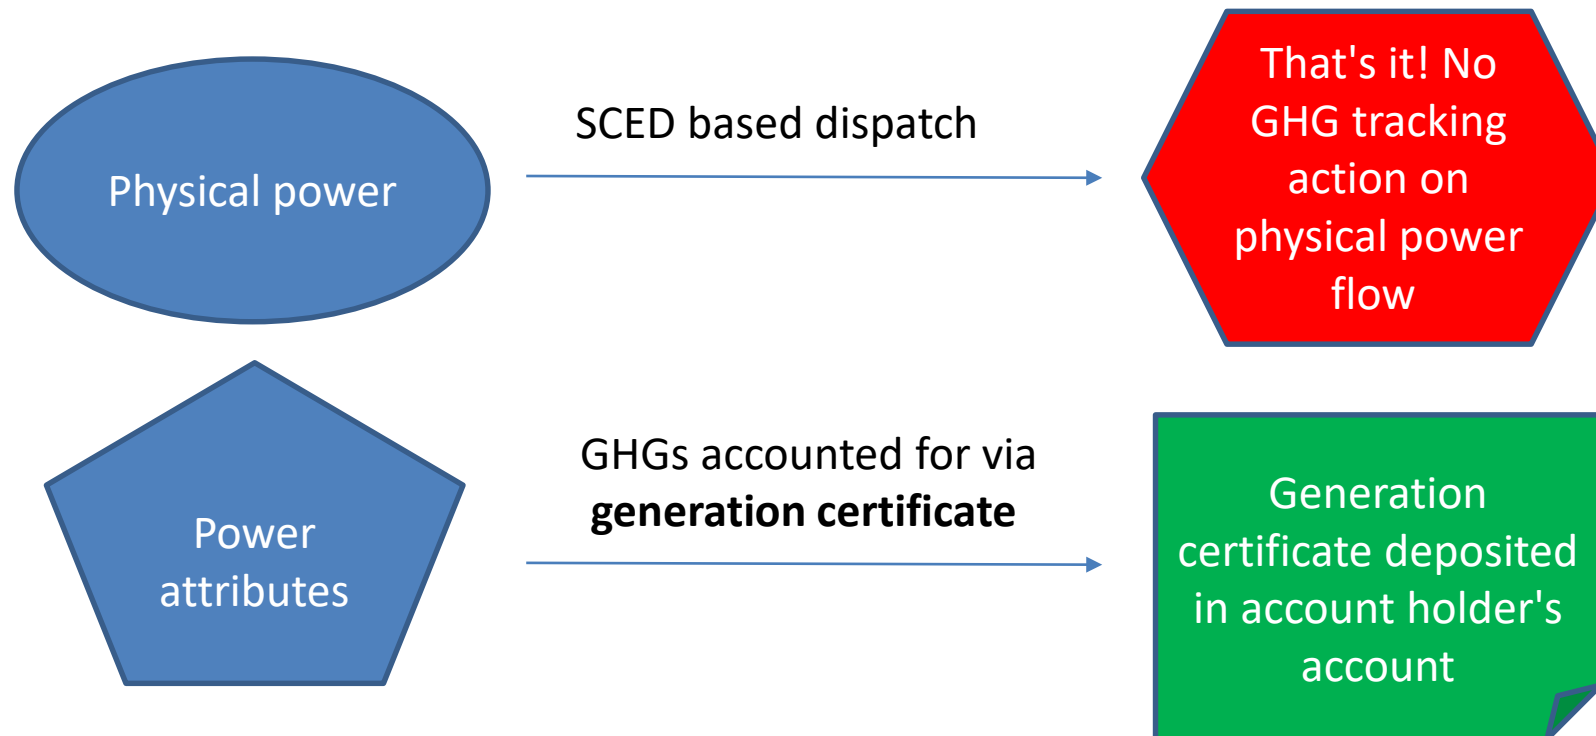 Physical power
SCED based dispatch
That's it! No
GHG tracking
action on
physical power
flow
Power
attributes
GHGs accounted for via
generation certificate
Generation
certificate deposited
in account holder's
account